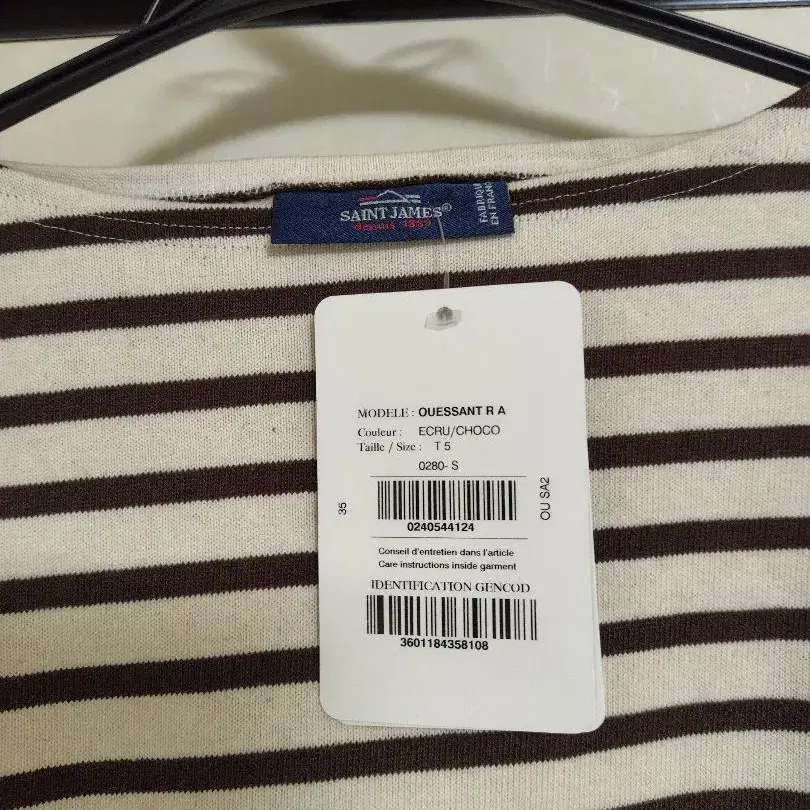 SAINT JAMES®
depuis 1889
FABRIQUÉ
EN FRANCE
MODELE : OUESSANT R A
Couleur : ECRU/CHOCO
Taille / Size : T 5
0280- S
35
OU SA2
0240544124
Conseil d'entretien dans l'article
Care instructions inside garment
IDENTIFICATION GENCOD
3601184358108